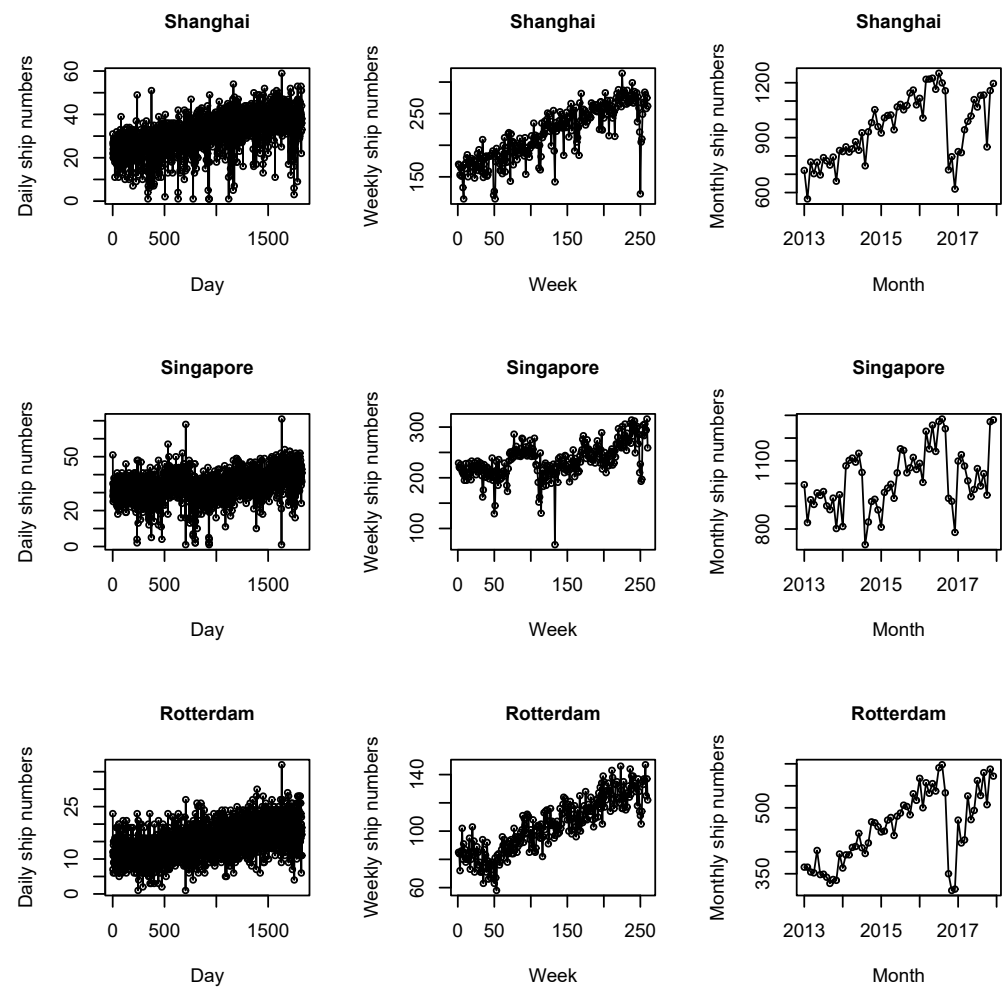 Shanghai
Daily ship numbers
0 20 40 60
0 500 1500
Day
Shanghai
Weekly ship numbers
150 250
0 50 150 250
Week
Shanghai
Monthly ship numbers
600 900 1200
2013 2015 2017
Month
Singapore
Daily ship numbers
0 20 50
0 500 1500
Day
Singapore
Weekly ship numbers
100 200 300
0 50 150 250
Week
Singapore
Monthly ship numbers
800 1100
2013 2015 2017
Month
Rotterdam
Daily ship numbers
0 10 25
0 500 1500
Day
Rotterdam
Weekly ship numbers
60 100 140
0 50 150 250
Week
Rotterdam
Monthly ship numbers
350 500
2013 2015 2017
Month